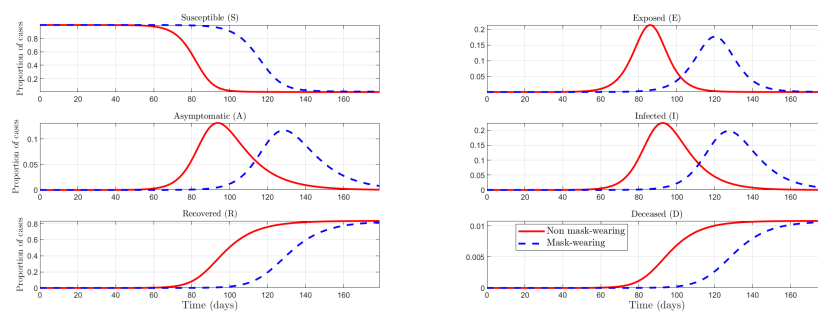 Susceptible (S)
Proportion of cases
0.8
0.6
0.4
0.2
0 20 40 60 80 100 120 140 160
Exposed (E)
0.2
0.15
0.1
0.05
0 20 40 60 80 100 120 140 160
Asymptomatic (A)
Proportion of cases
0.1
0.05
0
0 20 40 60 80 100 120 140 160
Infected (I)
0.2
0.15
0.1
0.05
0 20 40 60 80 100 120 140 160
Recovered (R)
Proportion of cases
0.8
0.6
0.4
0.2
0
0 20 40 60 80 100 120 140 160
Time (days)
Deceased (D)
0.01
0.005
Non mask-wearing
Mask-wearing
0 20 40 60 80 100 120 140 160
Time (days)